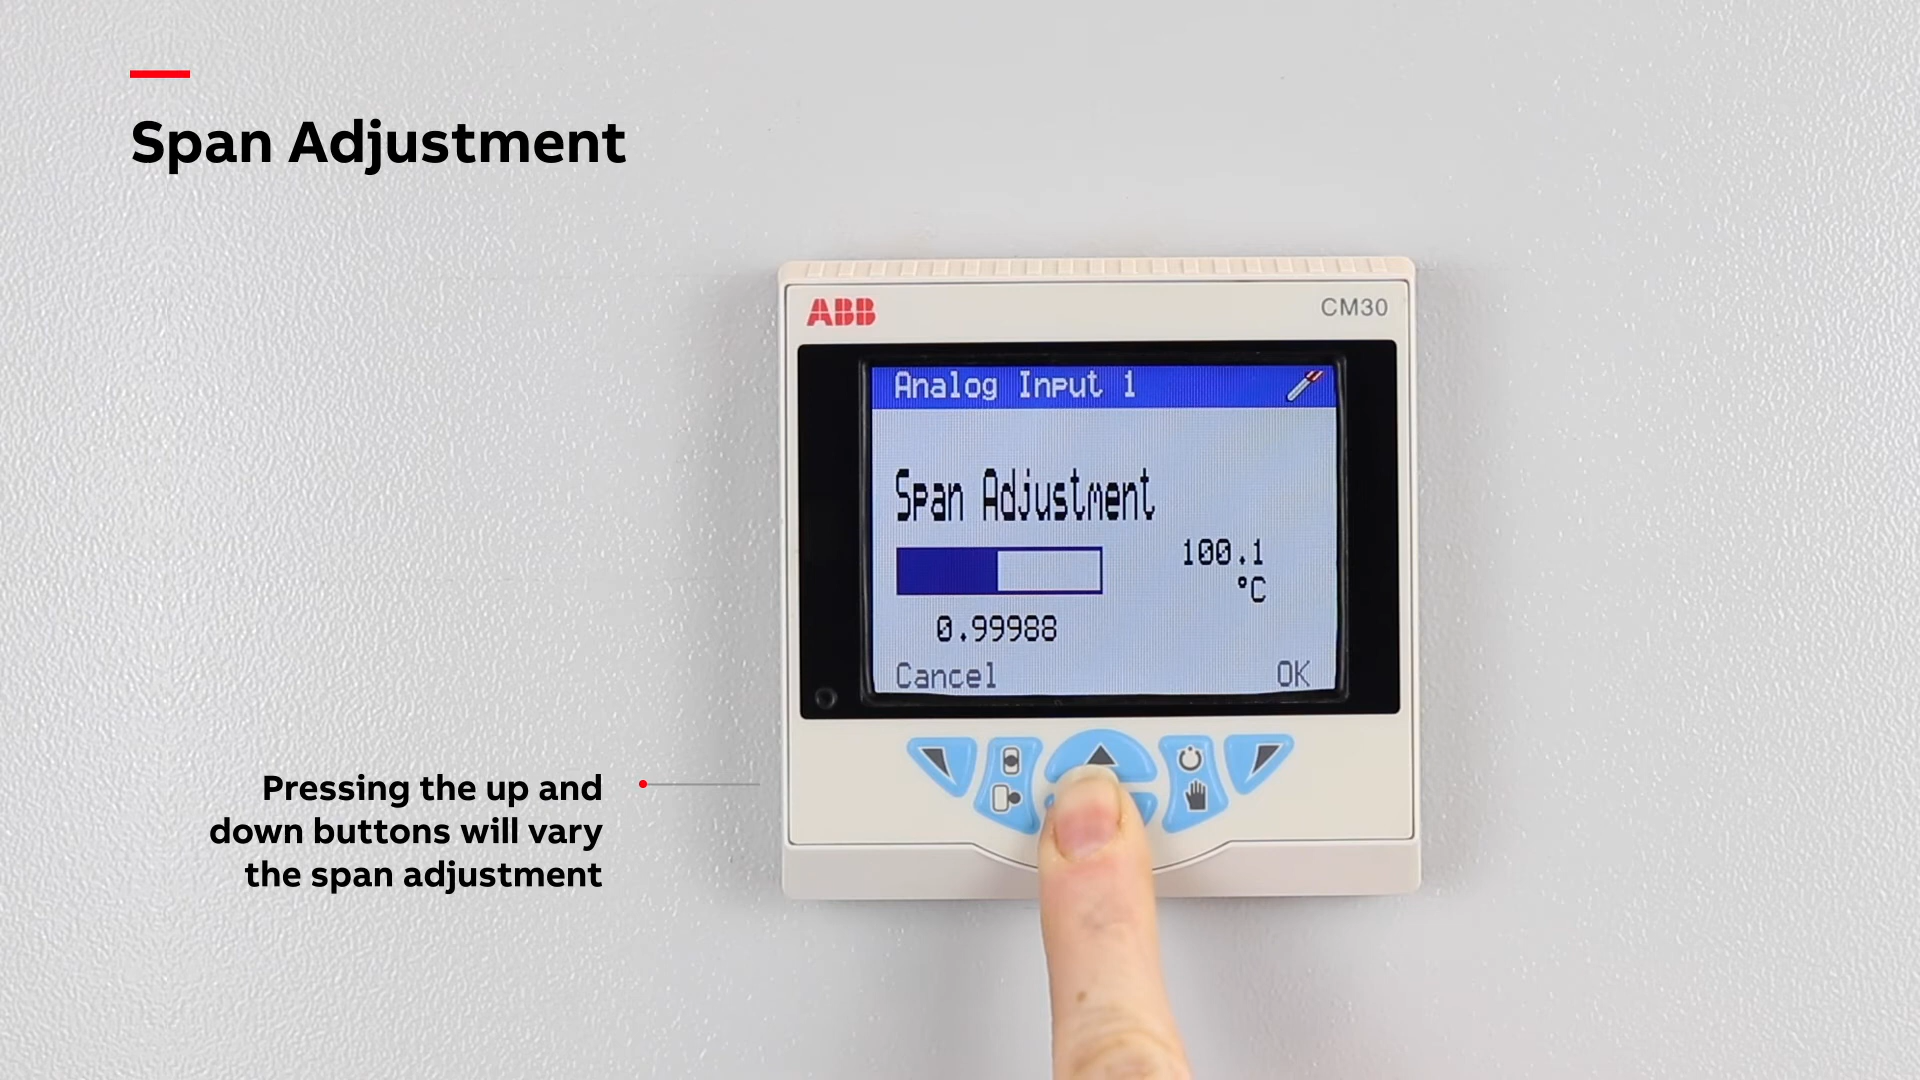 Span Adjustment
ABB
CM30
Analog Input 1
Span Adjustment
100.1
°C
0.99988
Cancel
OK
Pressing the up and
down buttons will vary
the span adjustment